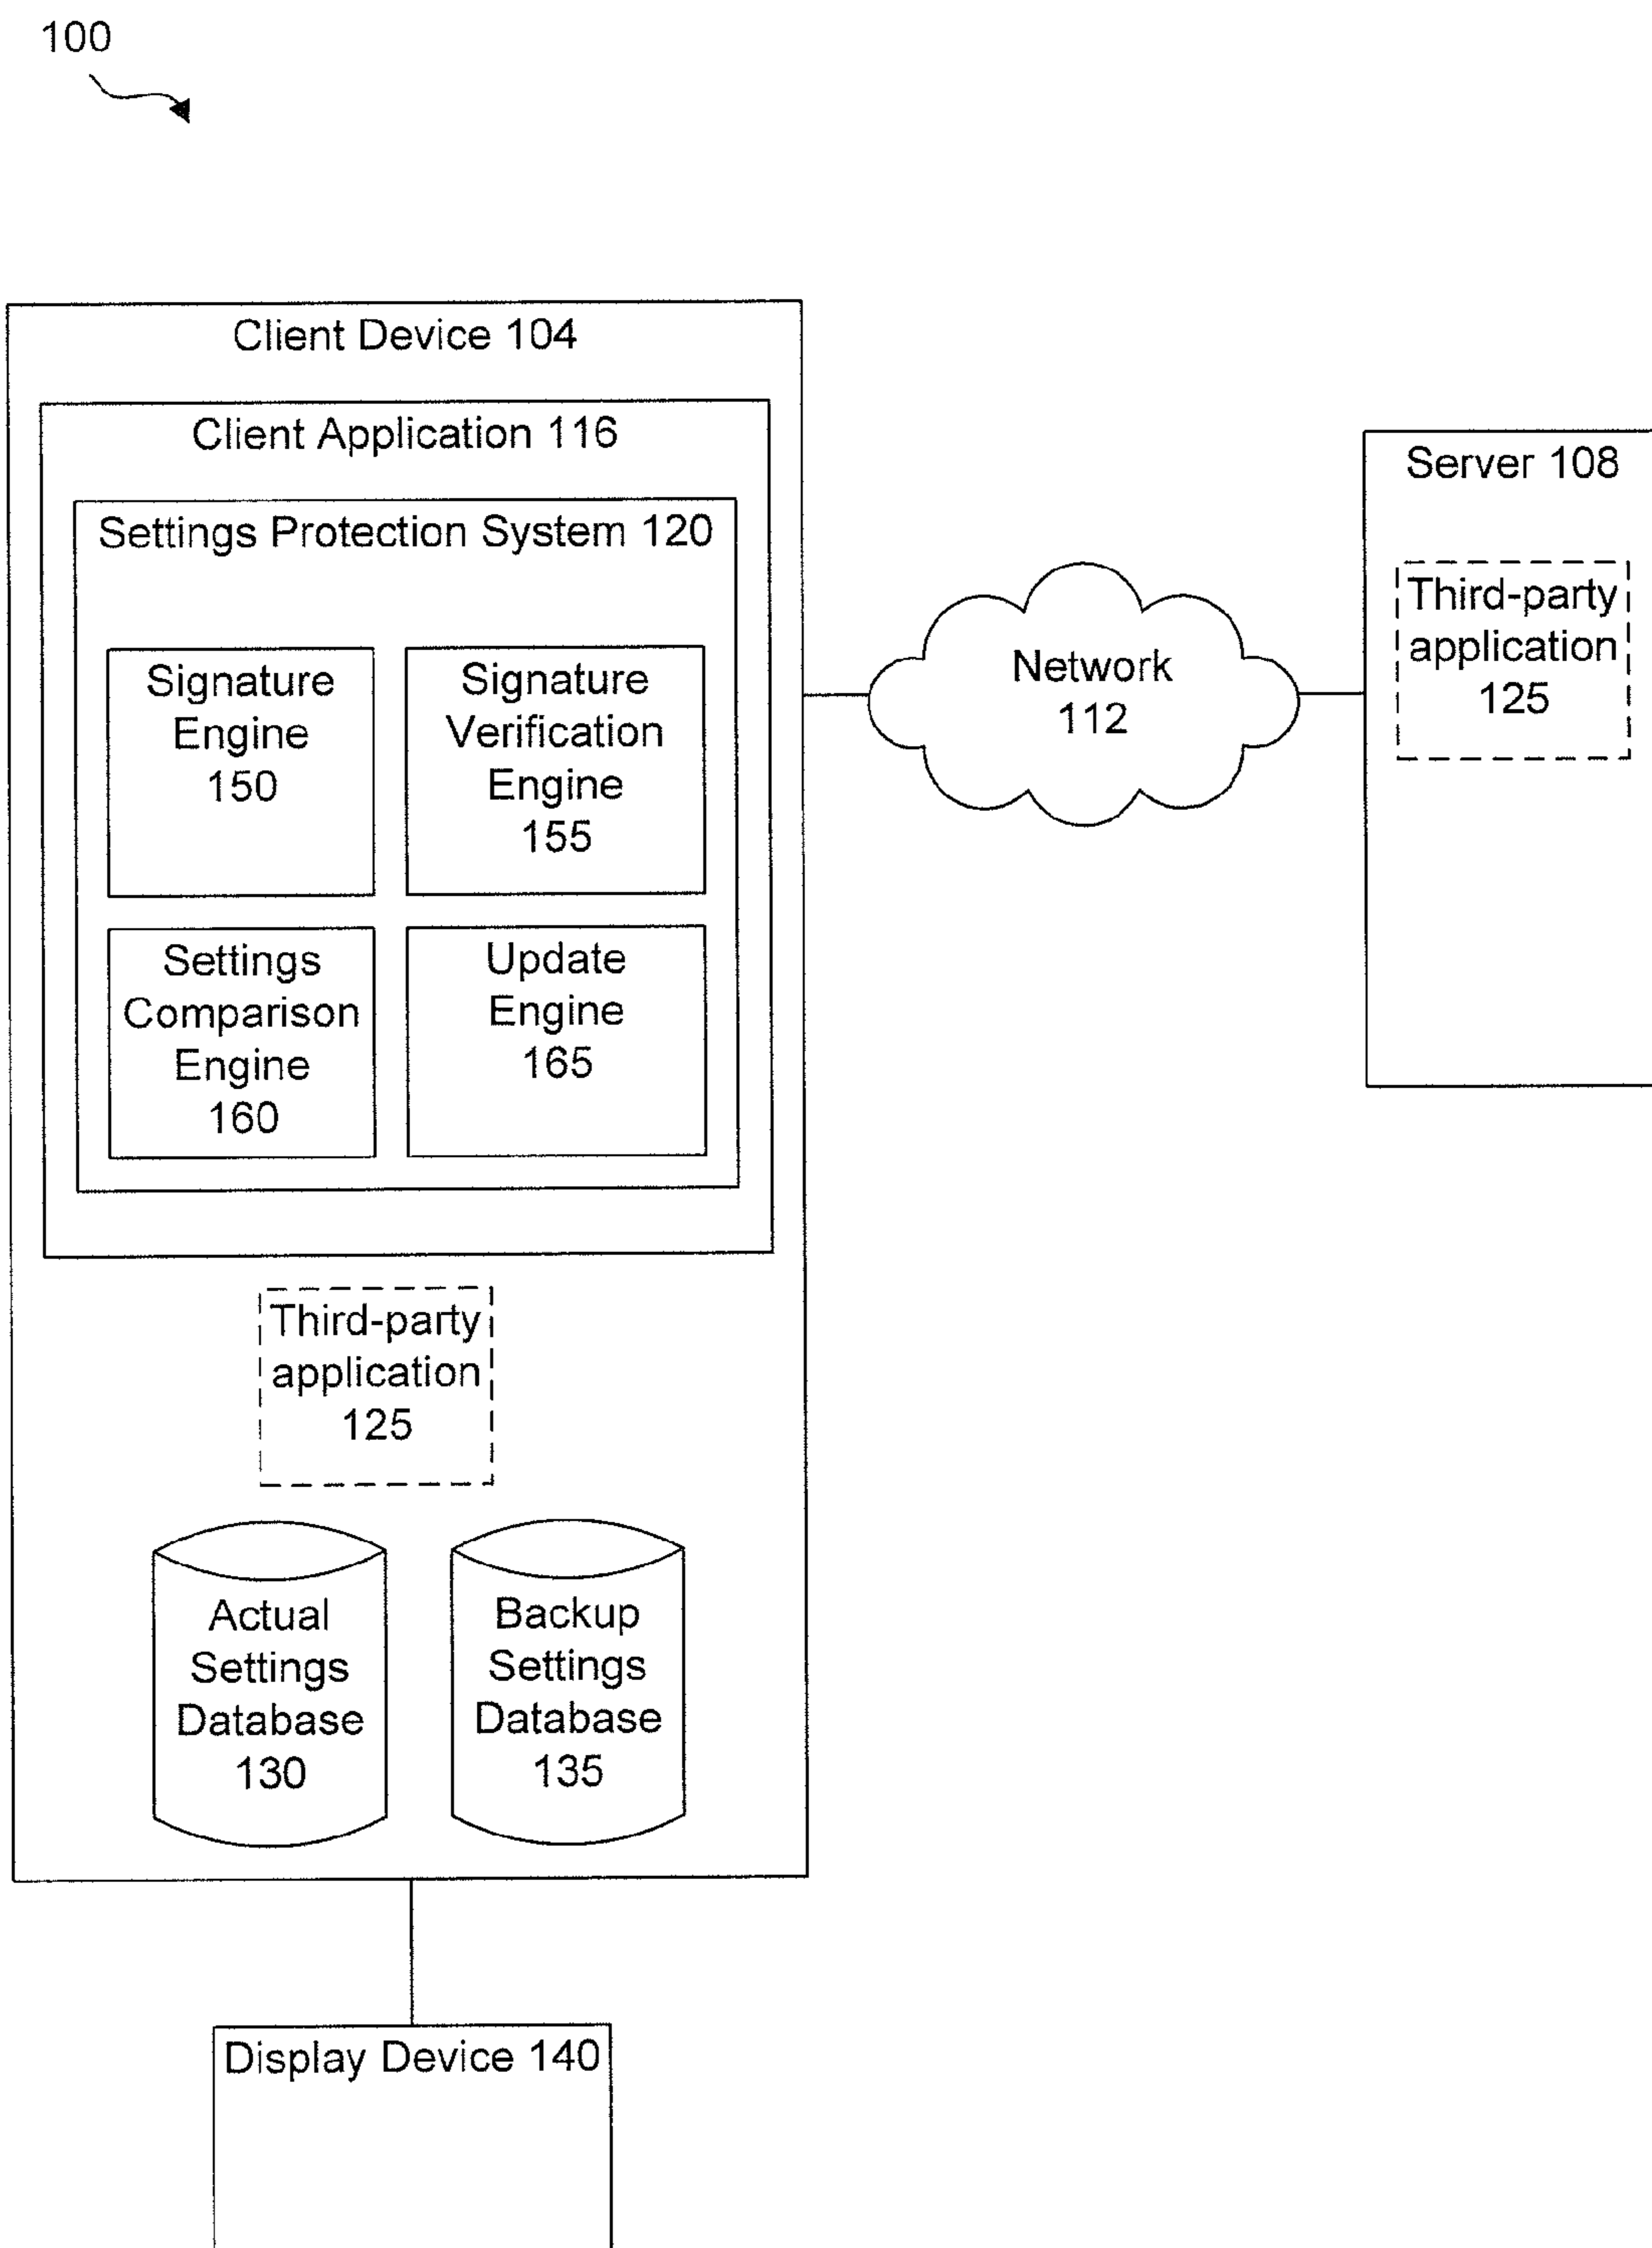 100
Client Device 104
Client Application 116
Settings Protection System 120
Signature
Engine
150
Signature
Verification
Engine
155
Settings
Comparison
Engine
160
Update
Engine
165
Third-party
application
125
Actual
Settings
Database
130
Backup
Settings
Database
135
Display Device 140
Network
112
Server 108
Third-party
application
125